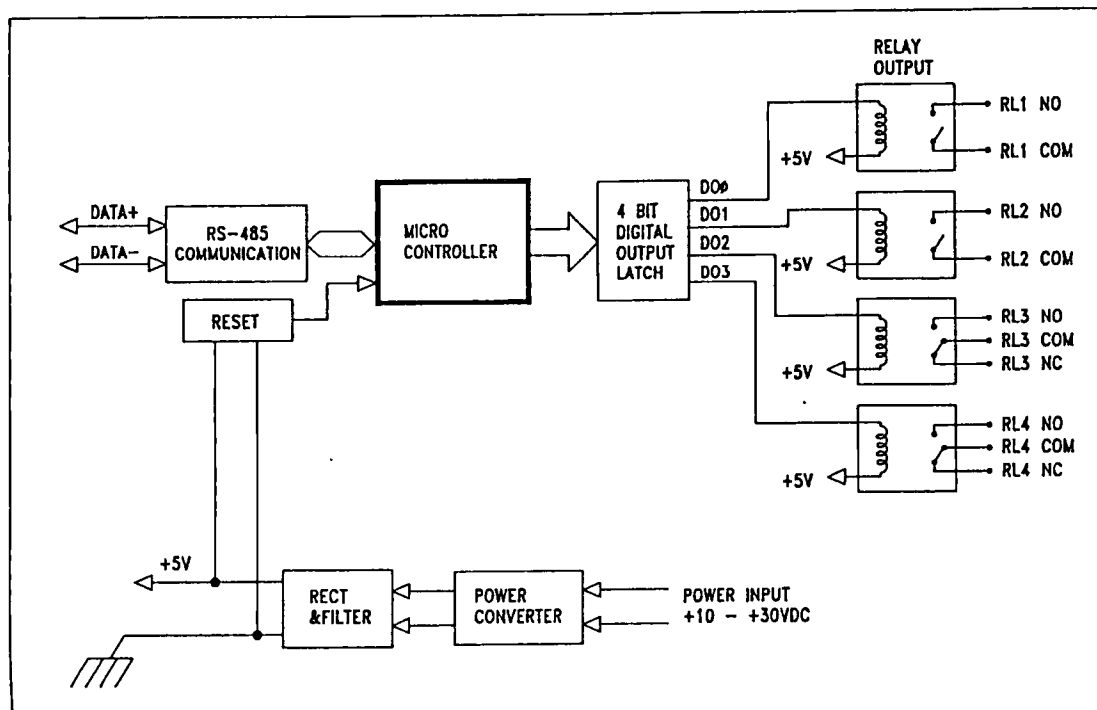 RELAY
OUTPUT
RL1 NO
+5V
RL1 COM
DATA+
DATA-
RS-485
COMMUNICATION
MICRO
CONTROLLER
4 BIT
DIGITAL
OUTPUT
LATCH
DOø
DO1
DO2
DO3
RL2 NO
+5V
RL2 COM
RESET
RL3 NO
RL3 COM
+5V
RL3 NC
RL4 NO
RL4 COM
+5V
RL4 NC
+5V
RECT
&FILTER
POWER
CONVERTER
POWER INPUT
+10 - +30VDC